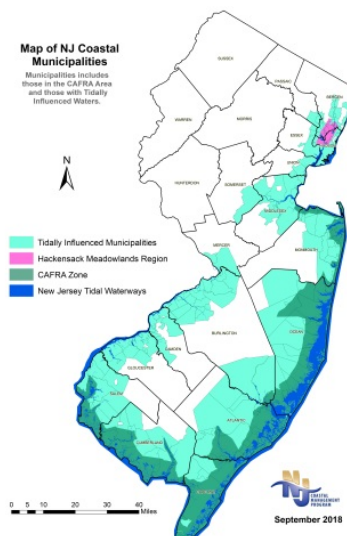 Map of NJ Coastal
Municipalities
Municipalities includes
those in the CAFRA Area
and those with Tidally
Influenced Waters.
SUSSEX
PASSAIC
BERGEN
WARREN
MORRIS
ESSEX
UNION
HUNTERDON
SOMERSET
MIDDLESEX
N
MERCER
MONMOUTH
Tidally Influenced Municipalities
Hackensack Meadowlands Region
CAFRA Zone
New Jersey Tidal Waterways
OCEAN
BURLINGTON
CAMDEN
GLOUCESTER
SALEM
ATLANTIC
CUMBERLAND
CAPE MAY
NJ
COASTAL
MANAGEMENT
PROGRAM
0 5 10 20 30 40
Miles
September 2018